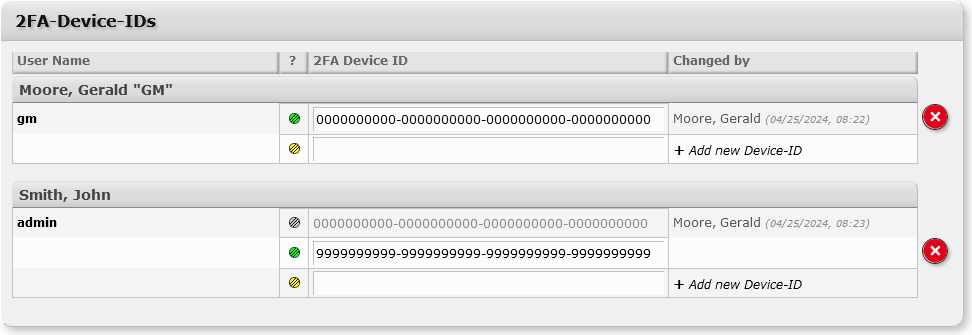 2FA-Device-IDs
User Name ? 2FA Device ID Changed by
Moore, Gerald "GM"
gm 0000000000-0000000000-0000000000-0000000000 Moore, Gerald (04/25/2024, 08:22)
+ Add new Device-ID
Smith, John
admin 0000000000-0000000000-0000000000-0000000000 Moore, Gerald (04/25/2024, 08:23)
9999999999-9999999999-9999999999-9999999999
+ Add new Device-ID